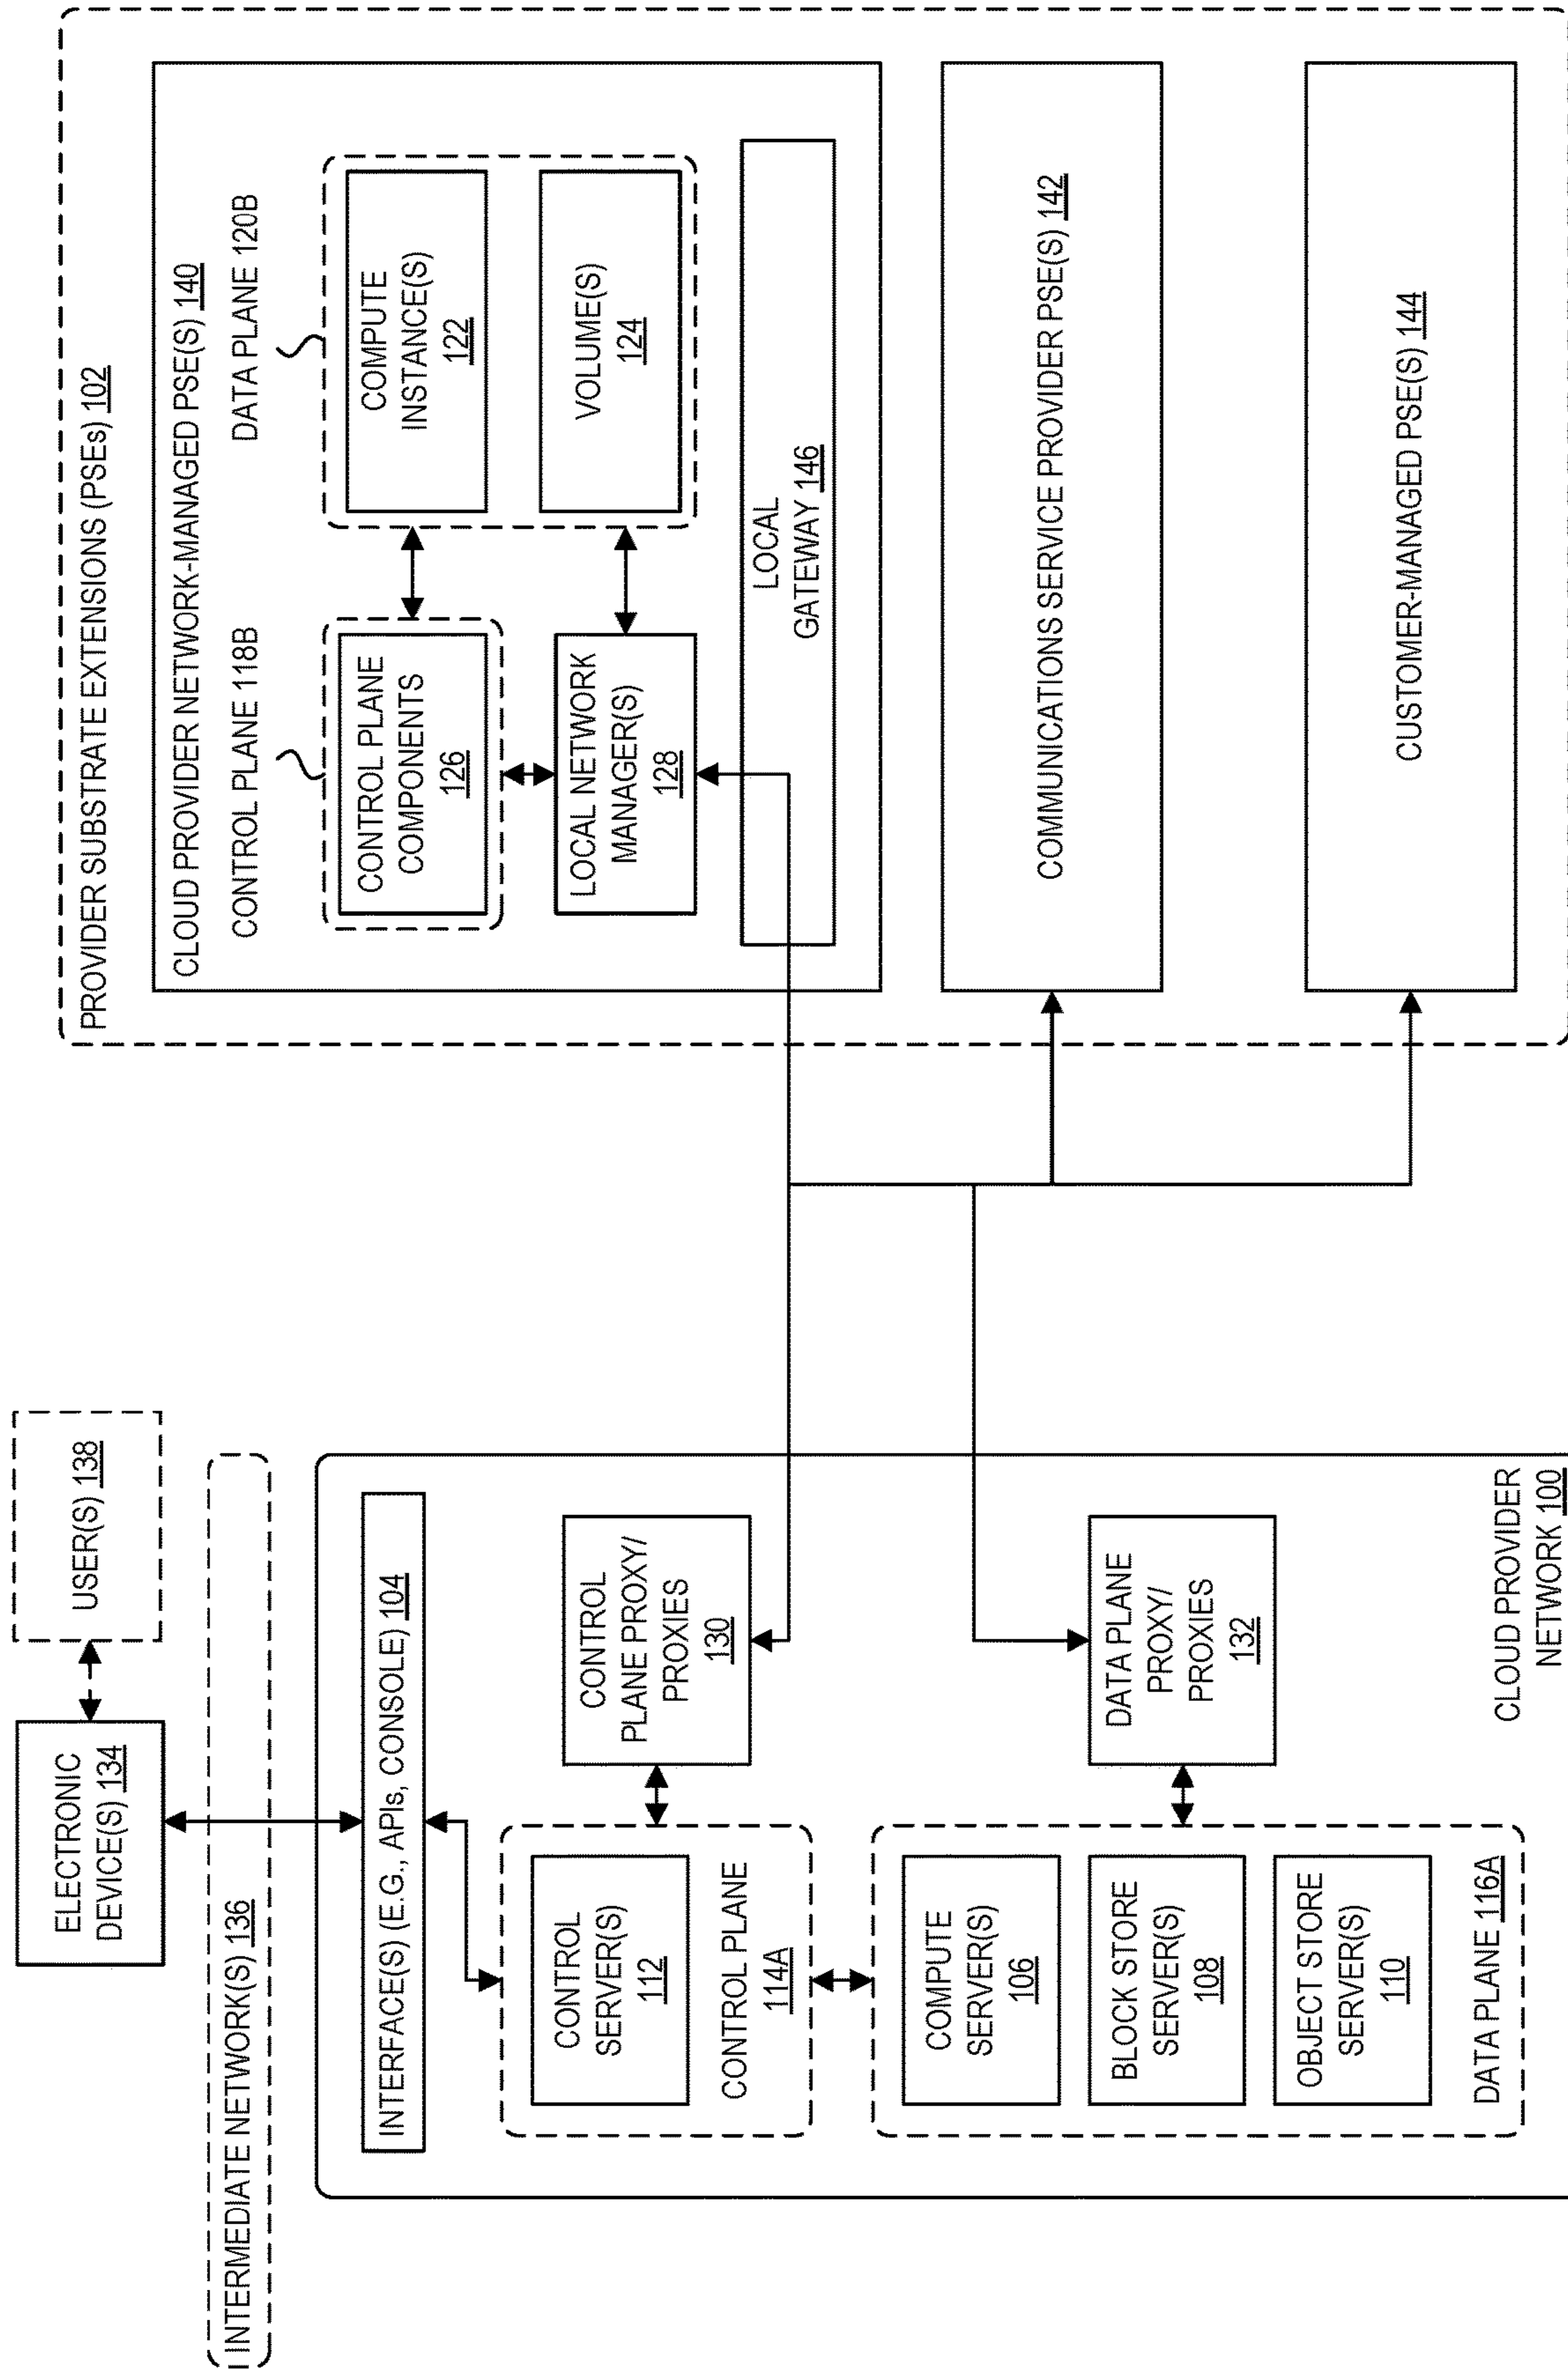 ELECTRONIC
DEVICE(S) 134
USER(S) 138
INTERMEDIATE NETWORK(S) 136
INTERFACE(S) (E.G., APIs, CONSOLE) 104
CONTROL
SERVER(S)
112
CONTROL PLANE
114A
CONTROL
PLANE PROXY/
PROXIES
130
COMPUTE
SERVER(S)
106
BLOCK STORE
SERVER(S)
108
OBJECT STORE
SERVER(S)
110
DATA PLANE 116A
DATA PLANE
PROXY/
PROXIES
132
CLOUD PROVIDER
NETWORK 100
PROVIDER SUBSTRATE EXTENSIONS (PSEs) 102
CLOUD PROVIDER NETWORK-MANAGED PSE(S) 140
CONTROL PLANE 118B
DATA PLANE 120B
CONTROL PLANE
COMPONENTS
126
COMPUTE
INSTANCE(S)
122
LOCAL NETWORK
MANAGER(S)
128
VOLUME(S)
124
LOCAL
GATEWAY 146
COMMUNICATIONS SERVICE PROVIDER PSE(S) 142
CUSTOMER-MANAGED PSE(S) 144